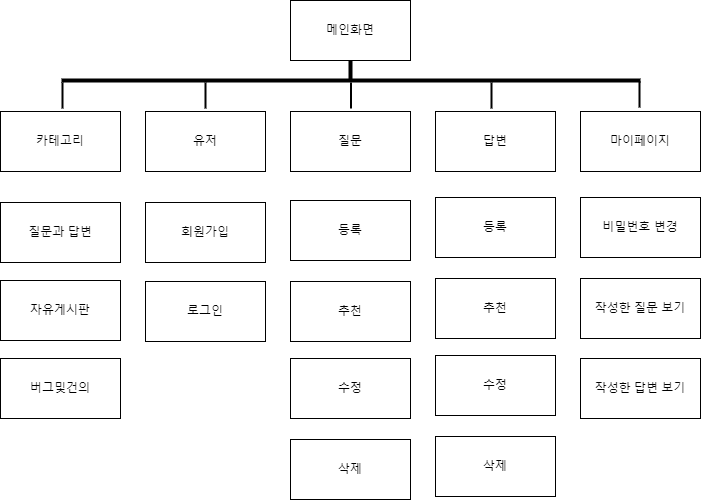 메인화면
카테고리
유저
질문
답변
마이페이지
질문과 답변
회원가입
등록
등록
비밀번호 변경
자유게시판
로그인
추천
추천
작성한 질문 보기
버그및건의
수정
수정
작성한 답변 보기
삭제
삭제